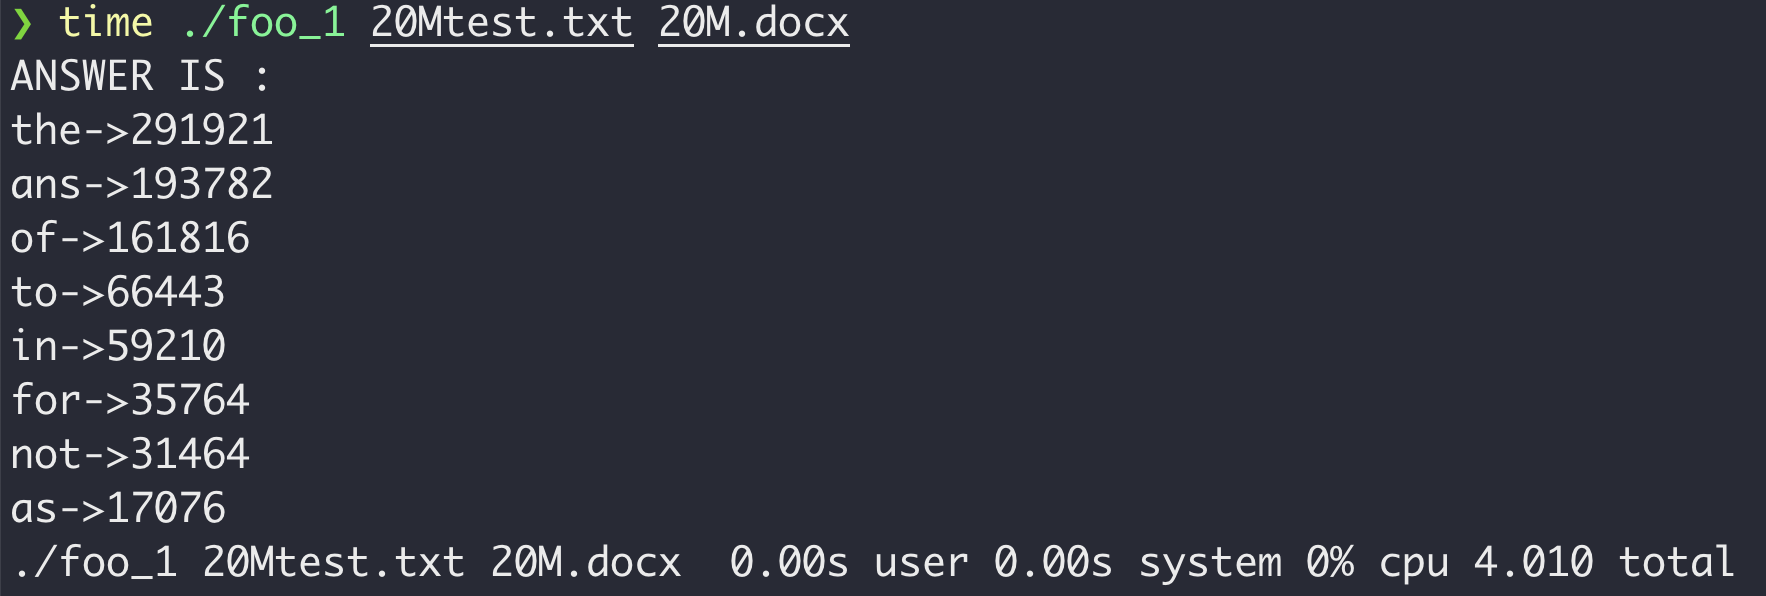 ❯ time ./foo_1 20Mtest.txt 20M.docx
ANSWER IS :
the->291921
ans->193782
of->161816
to->66443
in->59210
for->35764
not->31464
as->17076
./foo_1 20Mtest.txt 20M.docx  0.00s user 0.00s system 0% cpu 4.010 total